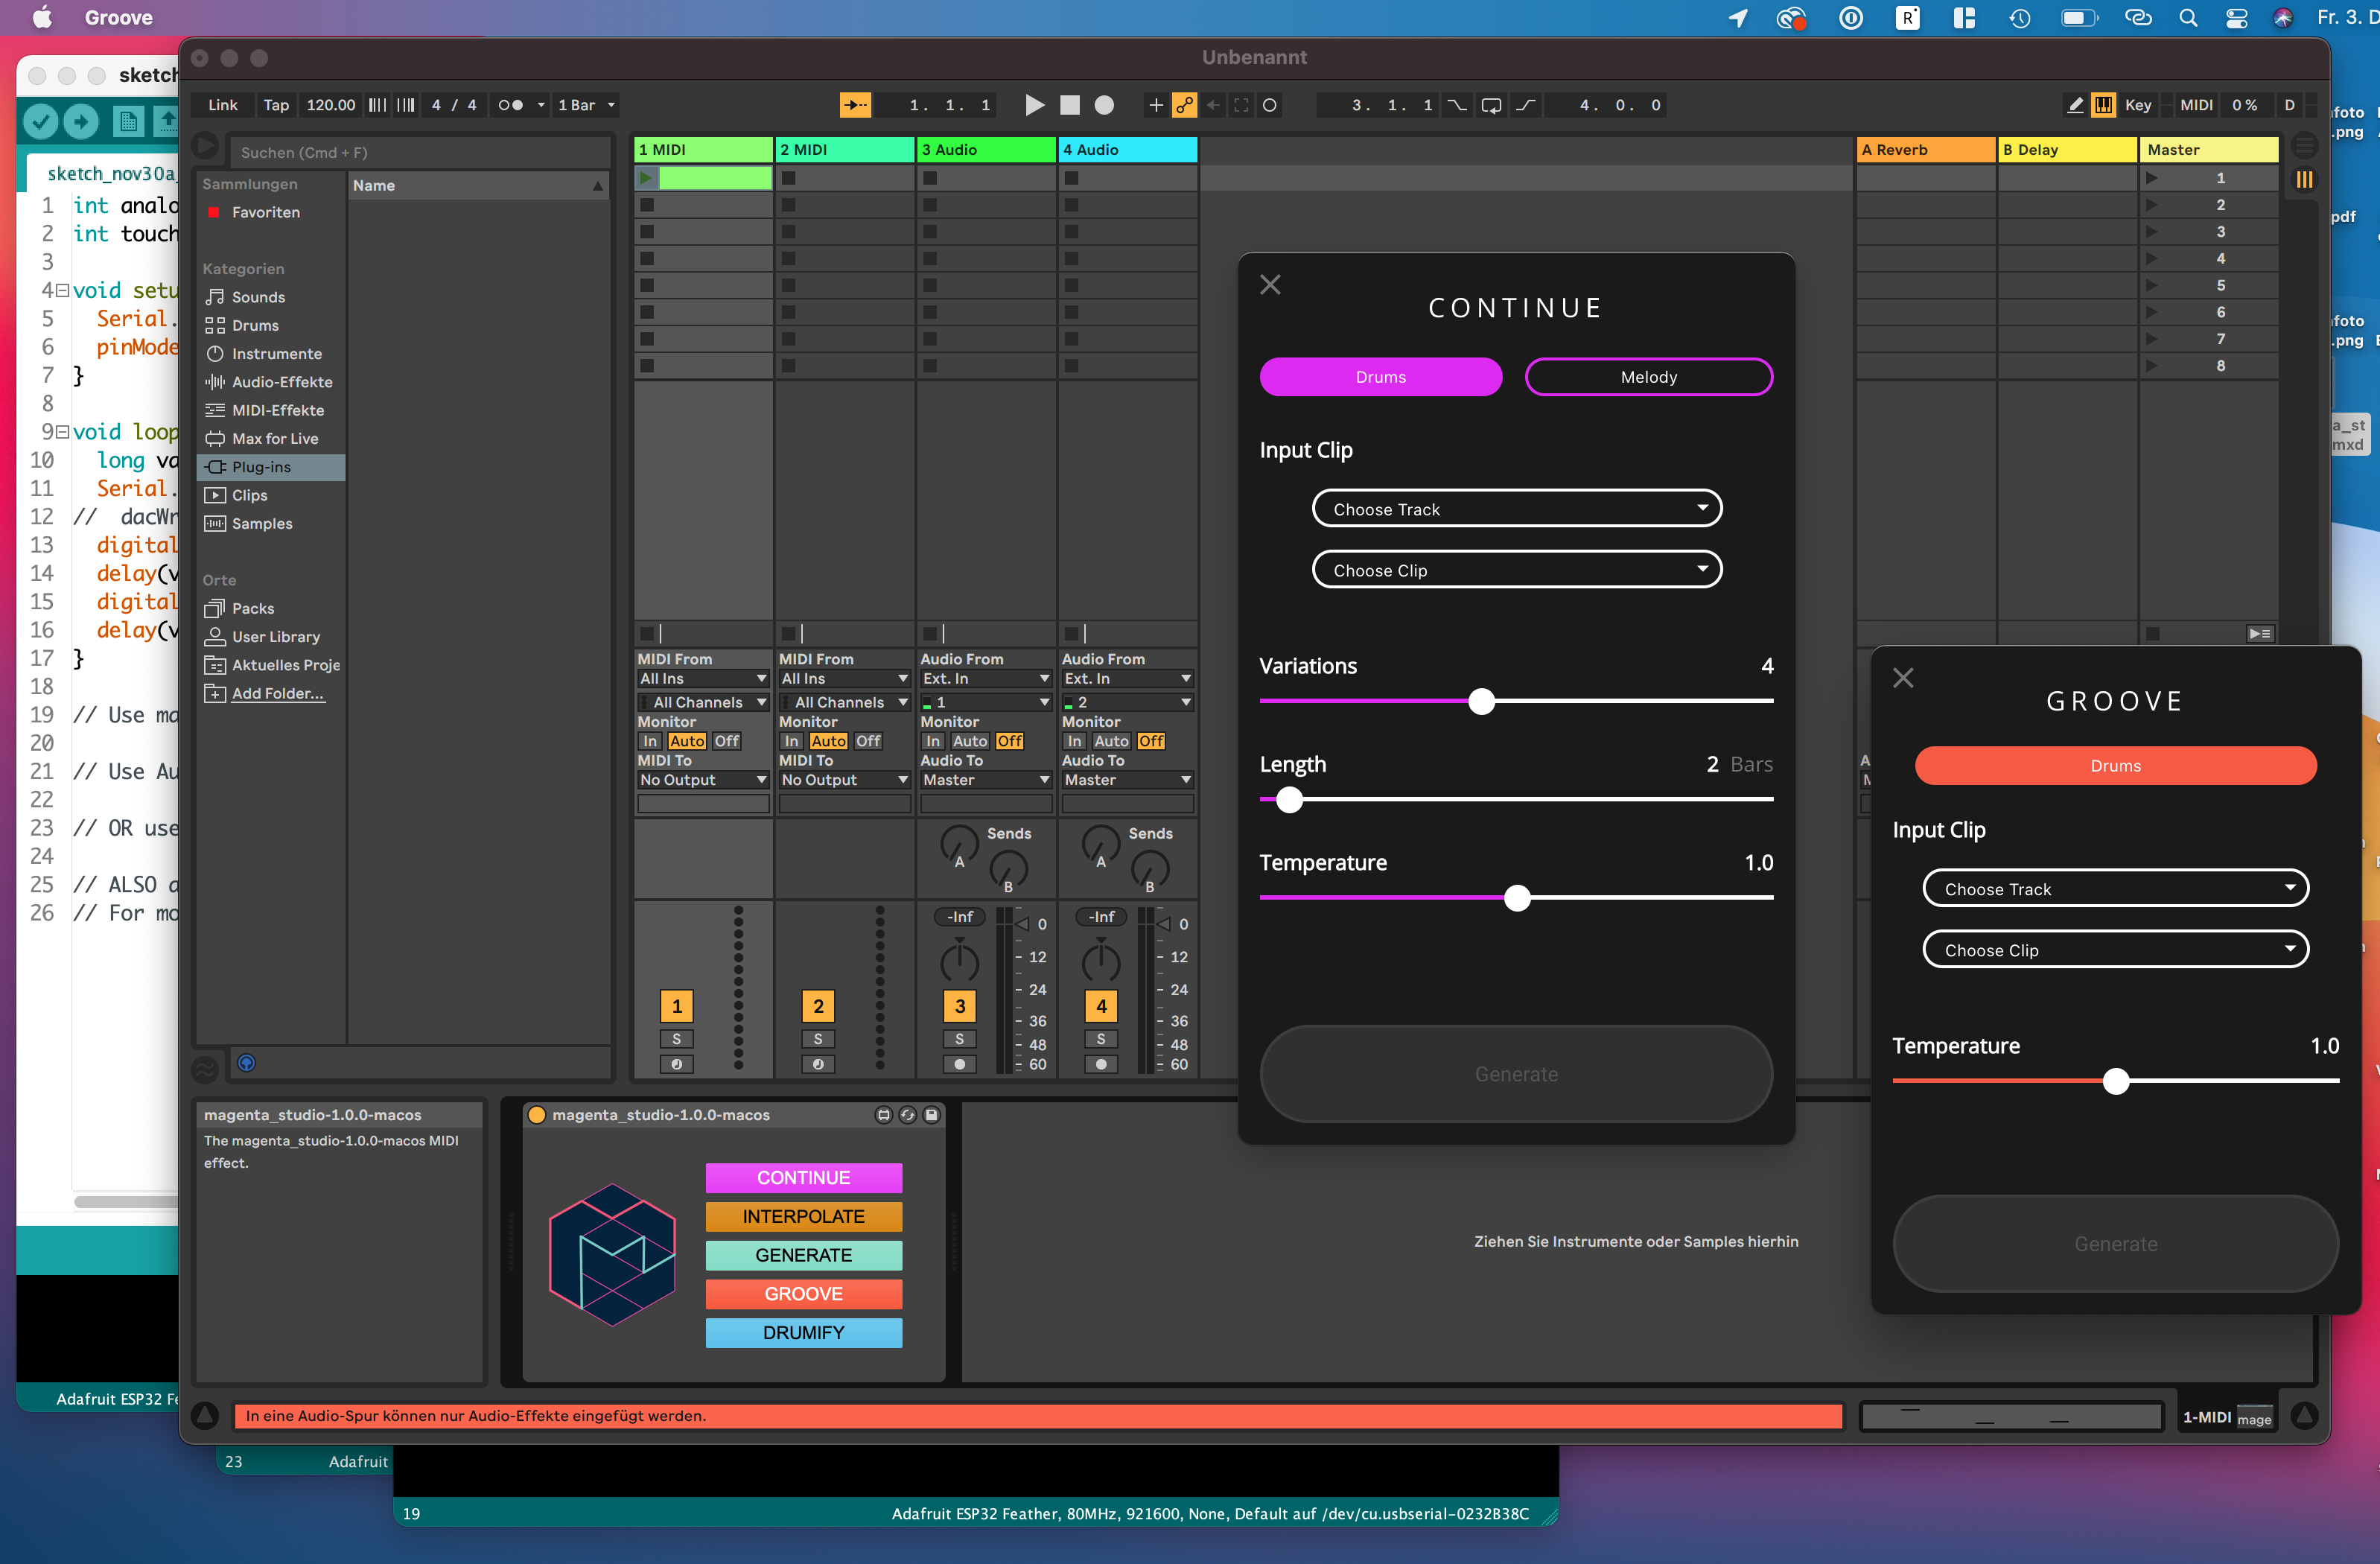 Groove
Fr. 3. D
Unbenannt
Link
Tap
120.00
4 / 4
1 Bar
1. 1. 1
3. 1. 1
4. 0. 0
Key
MIDI
0 %
D
sketch
sketch_nov30a_
1 int analo
2 int touch
3
4 void setu
5 Serial.
6 pinMode
7 }
8
9 void loop
10 long va
11 Serial.
12 // dacWr
13 digital
14 delay(v
15 digital
16 delay(v
17 }
18
19 // Use ma
20
21 // Use Au
22
23 // OR use
24
25 // ALSO a
26 // For mo
Adafruit ESP32 Fe
Suchen (Cmd + F)
Sammlungen
Favoriten
Kategorien
Sounds
Drums
Instrumente
Audio-Effekte
MIDI-Effekte
Max for Live
Plug-ins
Clips
Samples
Orte
Packs
User Library
Aktuelles Proje
Add Folder...
Name
1 MIDI
2 MIDI
3 Audio
4 Audio
A Reverb
B Delay
Master
1
2
3
4
5
6
7
8
MIDI From
All Ins
All Channels
Monitor
In Auto Off
MIDI To
No Output
MIDI From
All Ins
All Channels
Monitor
In Auto Off
MIDI To
No Output
Audio From
Ext. In
1
Monitor
In Auto Off
Audio To
Master
Audio From
Ext. In
2
Monitor
In Auto Off
Audio To
Master
Sends
A
B
Sends
A
B
-Inf
0
12
24
36
48
60
-Inf
0
12
24
36
48
60
1
2
3
4
S
S
S
S
CONTINUE
Drums
Melody
Input Clip
Choose Track
Choose Clip
Variations
4
Length
2 Bars
Temperature
1.0
Generate
GROOVE
Drums
Input Clip
Choose Track
Choose Clip
Temperature
1.0
Generate
foto
.png
pdf
foto
.png
a_st
mxd
magenta_studio-1.0.0-macos
The magenta_studio-1.0.0-macos MIDI
effect.
magenta_studio-1.0.0-macos
CONTINUE
INTERPOLATE
GENERATE
GROOVE
DRUMIFY
Ziehen Sie Instrumente oder Samples hierhin
In eine Audio-Spur können nur Audio-Effekte eingefügt werden.
1-MIDI
mage
23
Adafruit
19
Adafruit ESP32 Feather, 80MHz, 921600, None, Default auf /dev/cu.usbserial-0232B38C